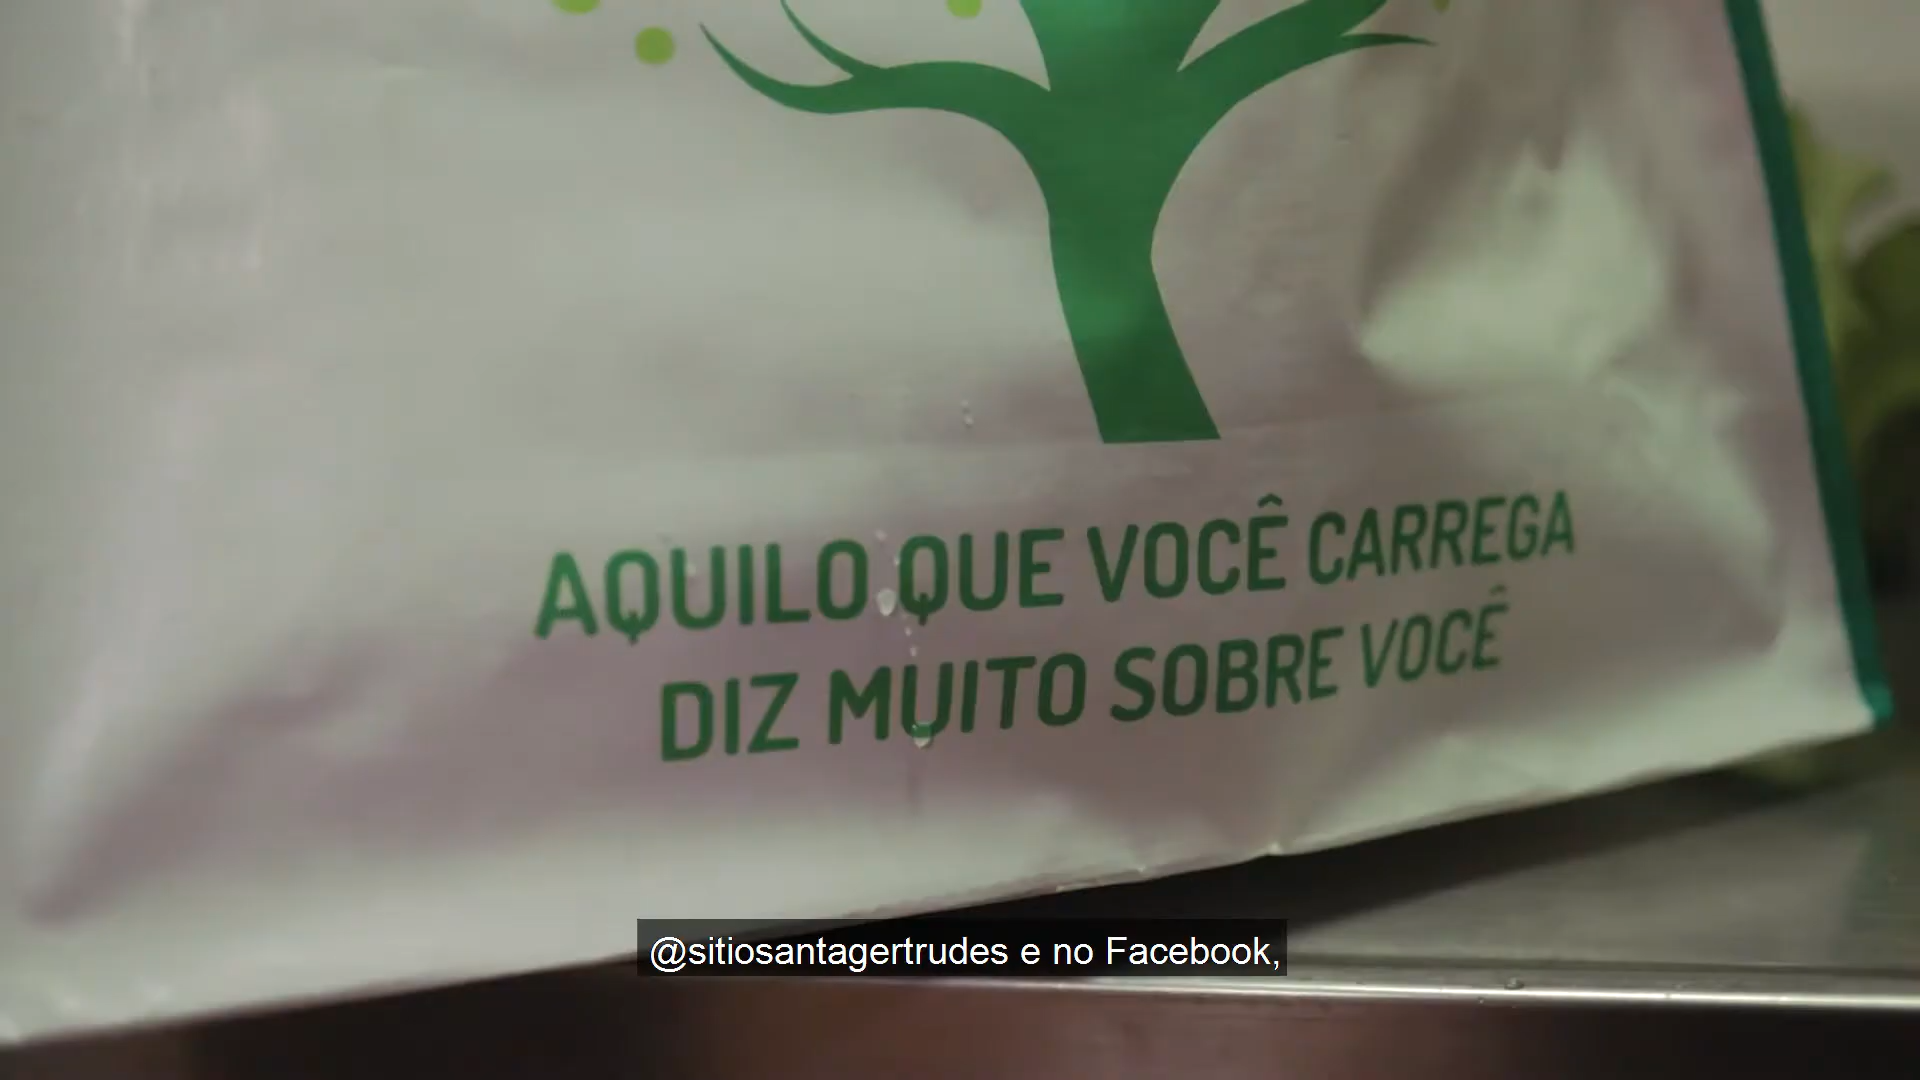 AQUILO QUE VOCÊ CARREGA
DIZ MUITO SOBRE VOCÊ
@sitiosantagertrudes e no Facebook,